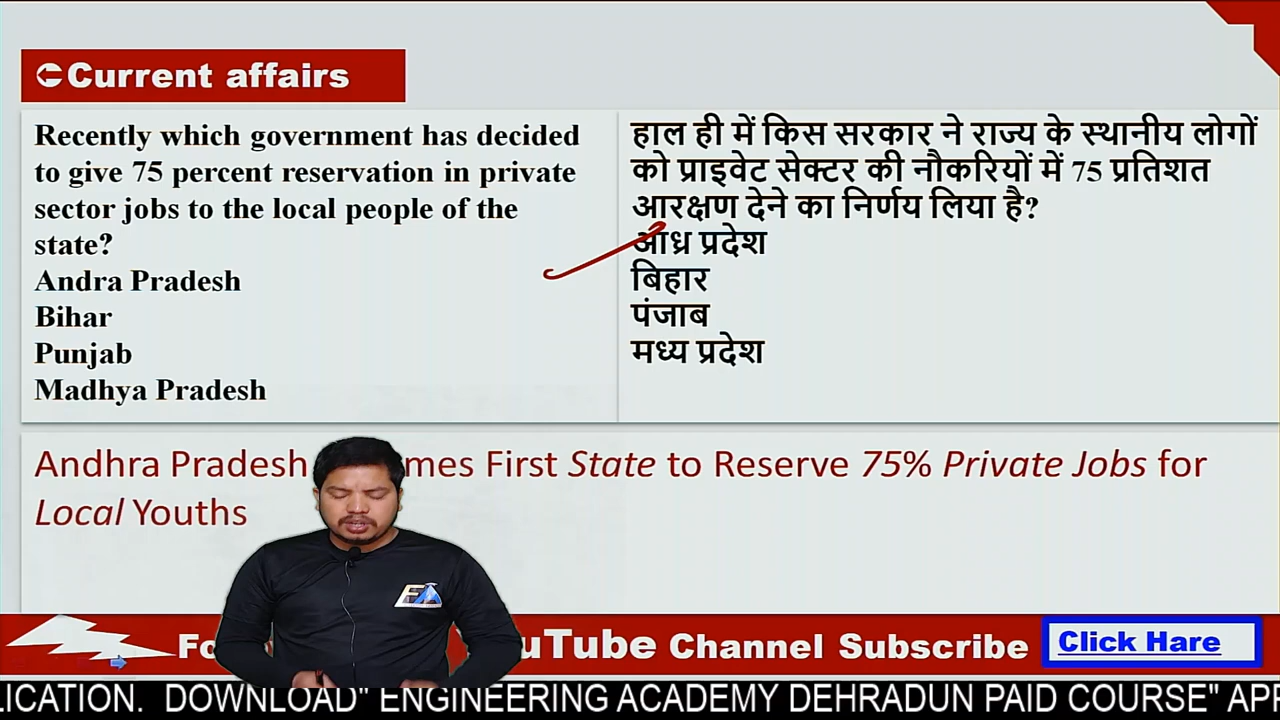 Current affairs
Recently which government has decided
to give 75 percent reservation in private
sector jobs to the local people of the
state?
Andra Pradesh
Bihar
Punjab
Madhya Pradesh
हाल ही में किस सरकार ने राज्य के स्थानीय लोगों
को प्राइवेट सेक्टर की नौकरियों में 75 प्रतिशत
आरक्षण देने का निर्णय लिया है?
आंध्र प्रदेश
बिहार
पंजाब
मध्य प्रदेश
Andhra Pradesh mes First State to Reserve 75% Private Jobs for
Local Youths
Fo uTube Channel Subscribe
Click Hare
LICATION. DOWNLOAD" ENGINEERING ACADEMY DEHRADUN PAID COURSE" APP